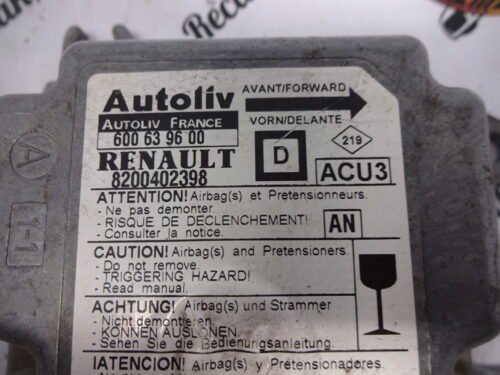 Autoliv
AVANT/FORWARD
AUTOLIV FRANCE
VORN/DELANTE
600 63 96 00
RENAULT
D
219
8200402398
ACU3
ATTENTION! Airbag(s) et Pretensionneurs.
- Ne pas demonter.
- RISQUE DE DECLENCHEMENT!
- Consulter la notice.
AN
CAUTION! Airbag(s) and Pretensioners.
- Do not remove.
- TRIGGERING HAZARD!
- Read manual.
ACHTUNG! Airbag(s) und Strammer
- Nicht demontieren.
- KONNEN AUSLONEN.
- Sehen Sie die Bedienungsanleitung.
!ATENCION! Airbag(s) y Pretensionadores.
A
1-1